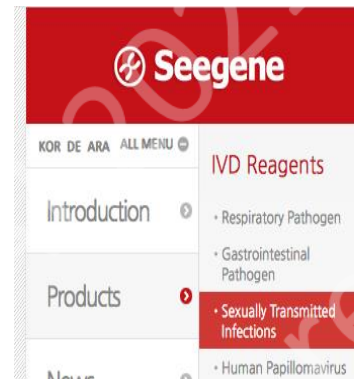 Seegene
KOR DE ARA ALL MENU
Introduction
Products
News
IVD Reagents
· Respiratory Pathogen
· Gastrointestinal
Pathogen
· Sexually Transmitted
Infections
· Human Papillomavirus